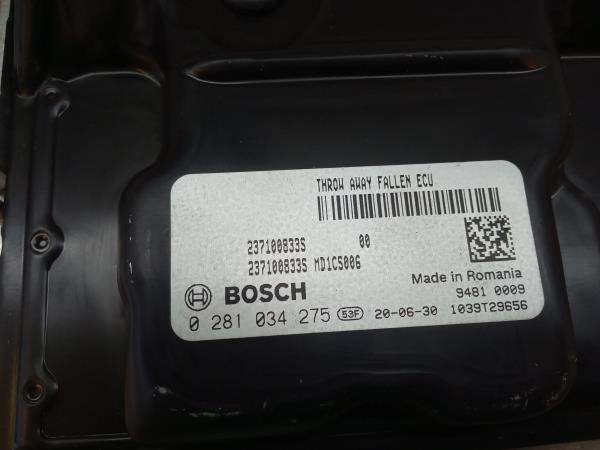 THROW AWAY FALLEN ECU
237100833S 00
237100833S MD1CS006
Made in Romania
BOSCH
9481 0009
0 281 034 275 53F 20-06-30 1039T29656